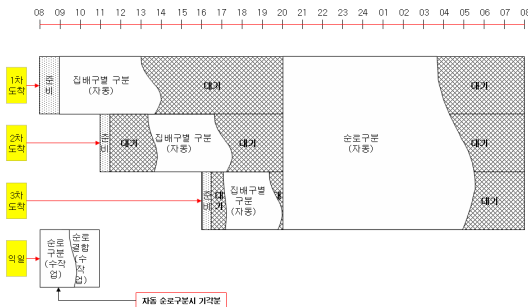 08 09 10 11 12 13 14 15 16 17 18 19 20 21 22 23 24 01 02 03 04 05 06 07 08
1차
도착
준
비
집배구별 구분
(자동)
대기
대기
2차
도착
준
비
대기
집배구별 구분
(자동)
대기
순로구분
(자동)
대기
3차
도착
준
비
대
기
집배구별
구분
(자동)
대
기
대기
익일
순로
구분
(수작
업)
순로
결합
(수
작
업)
자동 순로구분시 기각분